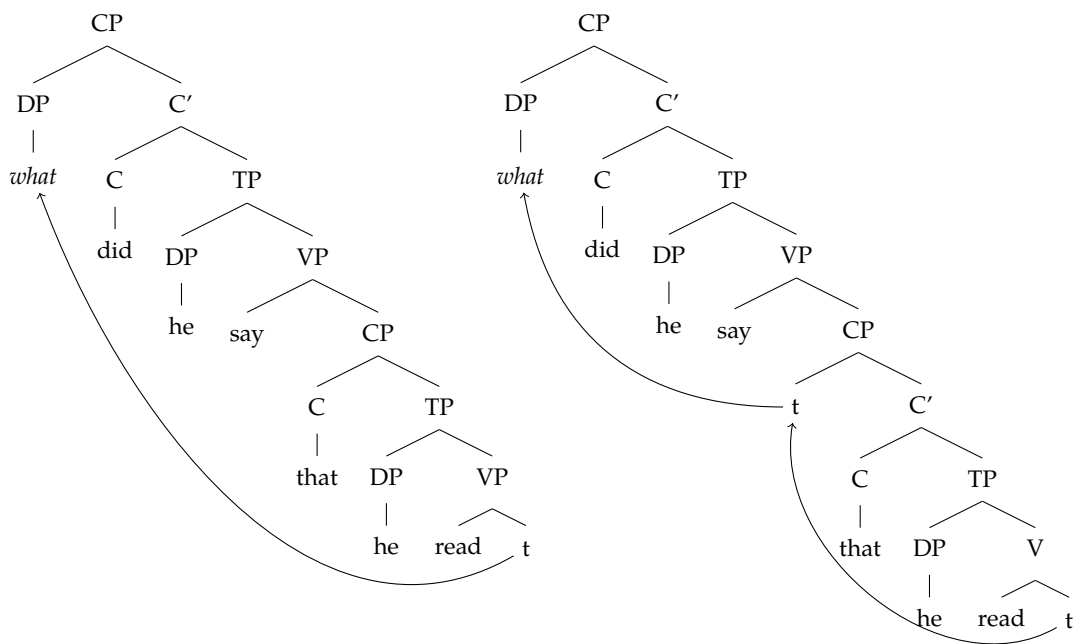 CP CP
DP C’ DP C’
what C TP what C TP
did DP VP did DP VP
he say CP he say CP
C TP t C’
that DP VP C TP
he read t that DP V
he read t